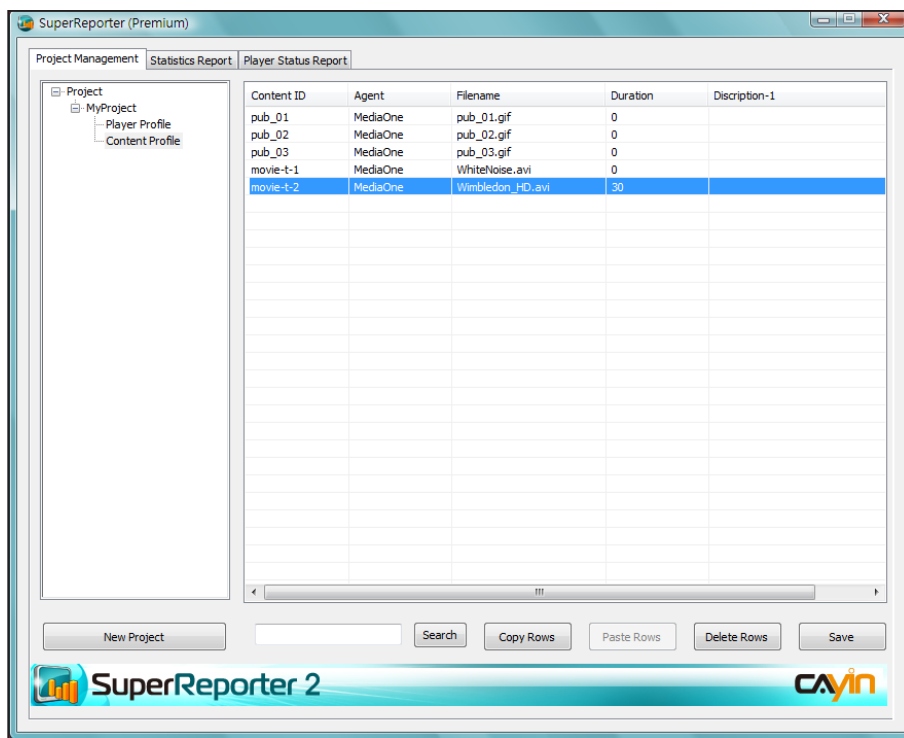 SuperReporter (Premium)
Project Management Statistics Report Player Status Report
Project
MyProject
Player Profile
Content Profile
Content ID Agent Filename Duration Discription-1
pub_01 MediaOne pub_01.gif 0
pub_02 MediaOne pub_02.gif 0
pub_03 MediaOne pub_03.gif 0
movie-t-1 MediaOne WhiteNoise.avi 0
movie-t-2 MediaOne Wimbledon_HD.avi 30
New Project Search Copy Rows Paste Rows Delete Rows Save
SuperReporter 2 CAYIN